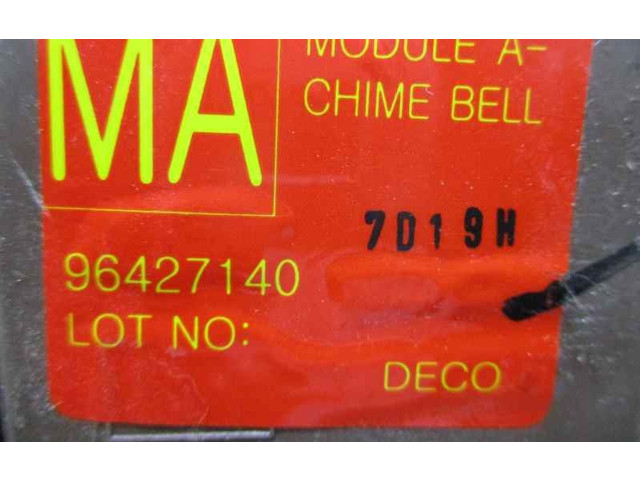 MA
MODULE A-
CHIME BELL
7D19H
96427140
LOT NO:
DECO